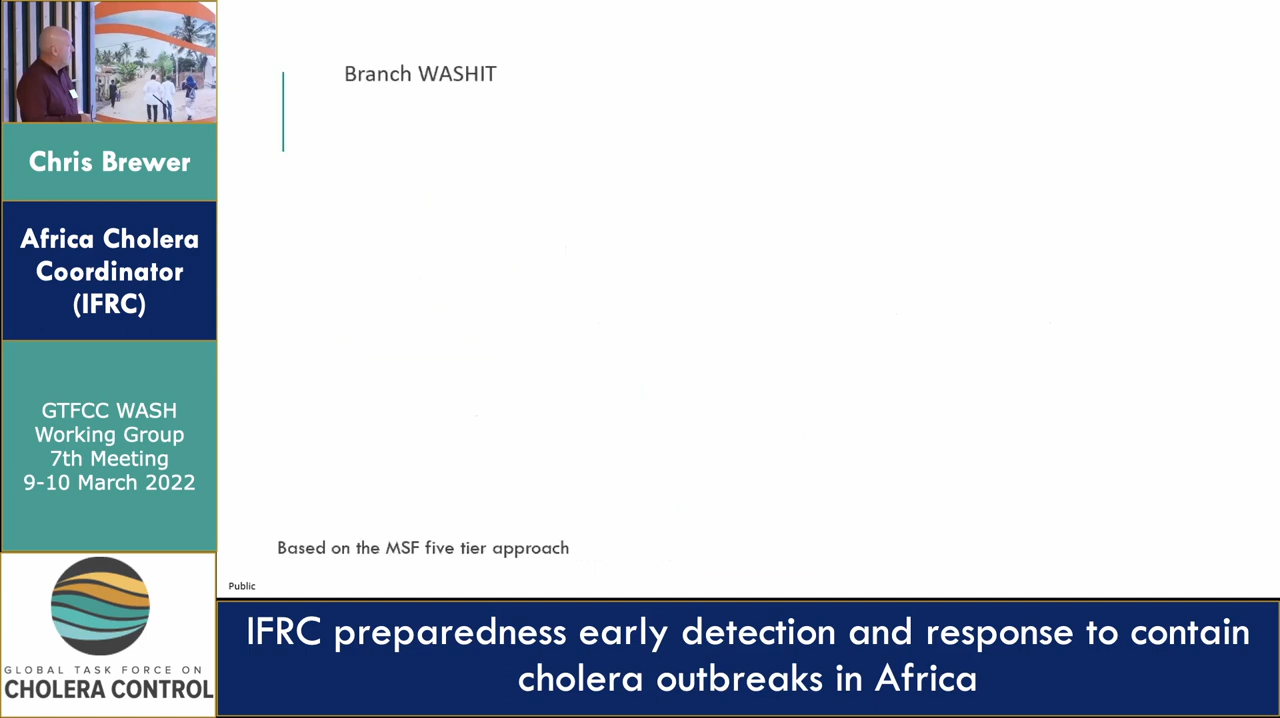 Chris Brewer
Africa Cholera
Coordinator
(IFRC)
GTFCC WASH
Working Group
7th Meeting
9-10 March 2022
GLOBAL TASK FORCE ON
CHOLERA CONTROL
Branch WASHIT
Based on the MSF five tier approach
Public
IFRC preparedness early detection and response to contain
cholera outbreaks in Africa